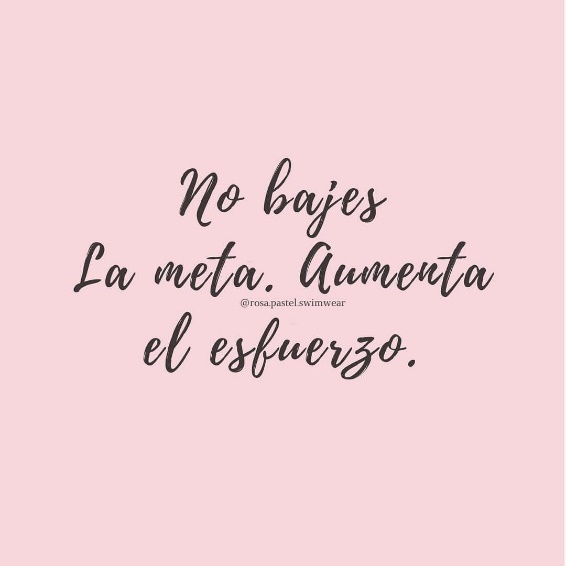 No bajes
La meta. Aumenta
@rosa.pastel.swimwear
el esfuerzo.